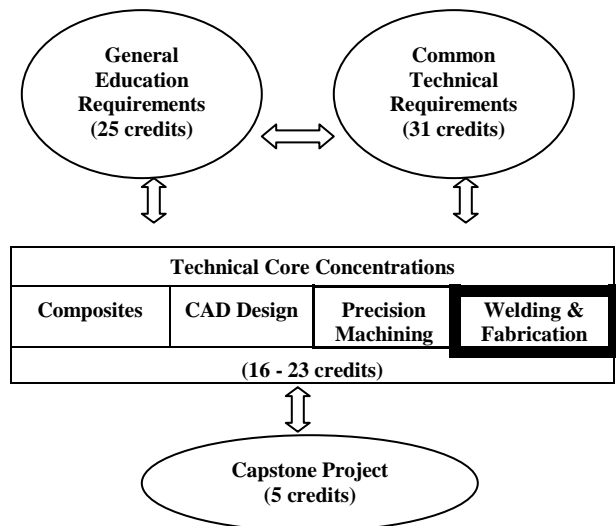 General
Education
Requirements
(25 credits)
Common
Technical
Requirements
(31 credits)
Technical Core Concentrations
Composites
CAD Design
Precision
Machining
Welding &
Fabrication
(16 - 23 credits)
Capstone Project
(5 credits)